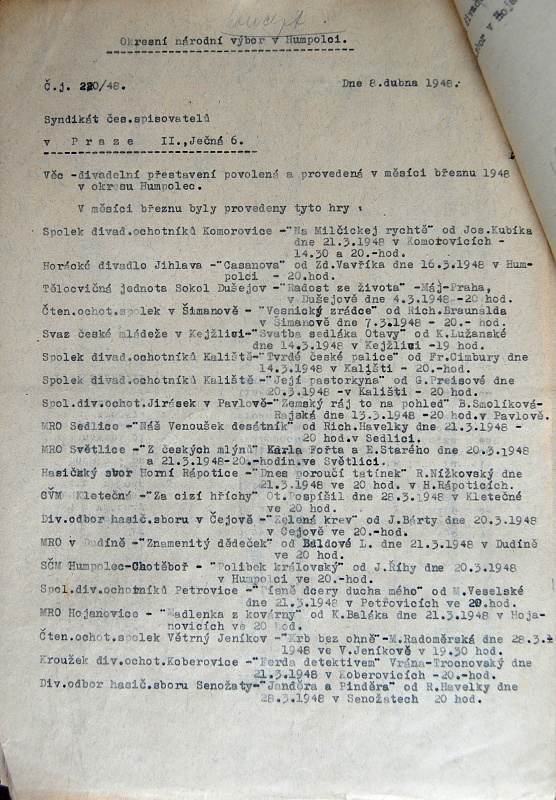 koncept.
Okresní národní výbor v Humpolci.
Č.j. 220/48.
Dne 8.dubna 1948.
Syndikát čes.spisovatelů
v P r a z e II.,Ječná 6.
Věc -divadelní přestavení povolená a provedená v měsíci březnu 1948
v okresu Humpolec.
V měsíci březnu byly provedeny tyto hry :
Spolek divad.ochotníků Komorovice -"Na Milčickej rychtě" od Jos.Kubíka
dne 21.3.1948 v Komorovicích -
14.30 a 20.-hod.
Horácké divadlo Jihlava -"Casanova" od Zd.Vavříka dne 16.3.1948 v Hum-
polci - 20.-hod.
Tělocvičná jednota Sokol Dušejov -"Radost ze života" -Máj-Praha,
v Dušejově dne 4.3.1948 -20 hod.
Čten.ochot.spolek v Šimanově - "Vesnický zrádce" od Rich.Braunalda
v Šimanově dne 7.3.1948 - 20.- hod.
Svaz české mládeže v Kejžlici-"Svatba sedláka Otavy" od K.Lužanské
dne 14.3.1948 v Kejžlici -19 hod.
Spolek divad.ochotníků Kaliště-"Tvrdé české palice" od Fr.Cimbury dne
14.3.1948 v Kališti - 20.-hod.
Spolek divad.ochotníků Kaliště -"Její pastorkyna" od G.Preisové dne
20.3.1948 -v Kališti - 20 hod.
Spol.div.ochot.Jirásek v Pavlově-"Zemský ráj to na pohled" B.Smolíková-
Rajská dne 13.3.1948 -20 hod.v Pavlově.
MRO Sedlice -"Náš Venoušek desátník" od Rich.Havelky dne 21.3.1948 -
20 hod.v Sedlici.
MRO Světlice -"Z českých mlýnů" Karla Fořta a E.Starého dne 20.3.1948
a 21.3.1948-20.-hodin.ve Světlici.
Hasičský sbor Horní Rápotice -"Dnes poroučí tatínek" R.Nížkovský dne
21.3.1948 ve 20 hod. v H.Rápoticích.
SČM Kletečná -"Za cizí hříchy" Ot.Pospíšil dne 28.3.1948 v Kletečné
ve 20 hod.
Div.odbor hasič.sboru v Čejově -"Zelená krev" od J.Bárty dne 20.3.1948
v Čejově ve 20.-hod.
MRO v Dudíně -"Znamenitý dědeček" od Báldové L. dne 21.3.1948 v Dudíně
ve 20 hod.
SČM Humpolec-Chotěboř -"Polibek královský" od J.Říhy dne 20.3.1948
v Humpolci ve 20.-hod.
Spol.div.ochotníků Petrovice -"Písně dcery ducha mého" od M.Veselské
dne 21.3.1948 v Petrovicích ve 20.hod.
MRO Hojanovice - "Madlenka z kovárny" od K.Baláka dne 21.3.1948 v Hoja-
novicích ve 20 hod.
Čten.ochot.spolek Větrný Jeníkov -"Krb bez ohně"-M.Radoměrská dne 28.3.
1948 ve V.Jeníkově v 19.30 hod.
Kroužek div.ochot.Koberovice -"Ferda detektivem" Vrána-Trocnovský dne
21.3.1948 v Koberovicích -20.-hod.
Div.odbor hasič.sboru Senožaty-"Janděra a Pinděra" od R.Havelky dne
28.3.1948 v Senožatech 20 hod.